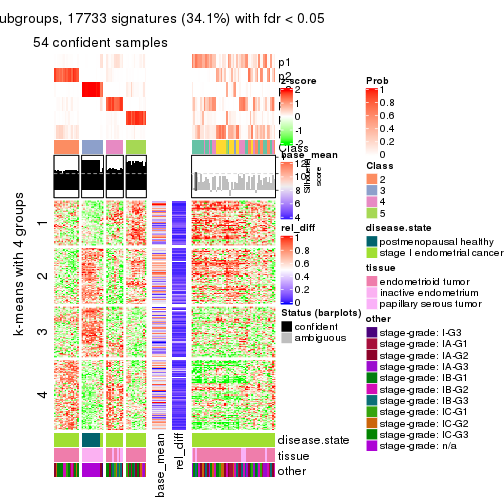 ubgroups, 17733 signatures (34.1%) with fdr < 0.05
54 confident samples
p1
p2
z-score
2
1
0
-1
-2
Class
base_mean
12
4
Silhouette
score
rel_diff
1
0.8
0.6
0.4
0.2
0
Status (barplots)
confident
ambiguous
k-means with 4 groups
1
2
3
4
disease.state
tissue
other
base_mean
rel_diff
Prob
1
0.8
0.6
0.4
0.2
0
Class
2
3
4
5
disease.state
postmenopausal healthy
stage I endometrial cancer
tissue
endometrioid tumor
inactive endometrium
papillary serous tumor
other
stage-grade: I-G3
stage-grade: IA-G1
stage-grade: IA-G2
stage-grade: IA-G3
stage-grade: IB-G1
stage-grade: IB-G2
stage-grade: IB-G3
stage-grade: IC-G1
stage-grade: IC-G2
stage-grade: IC-G3
stage-grade: n/a